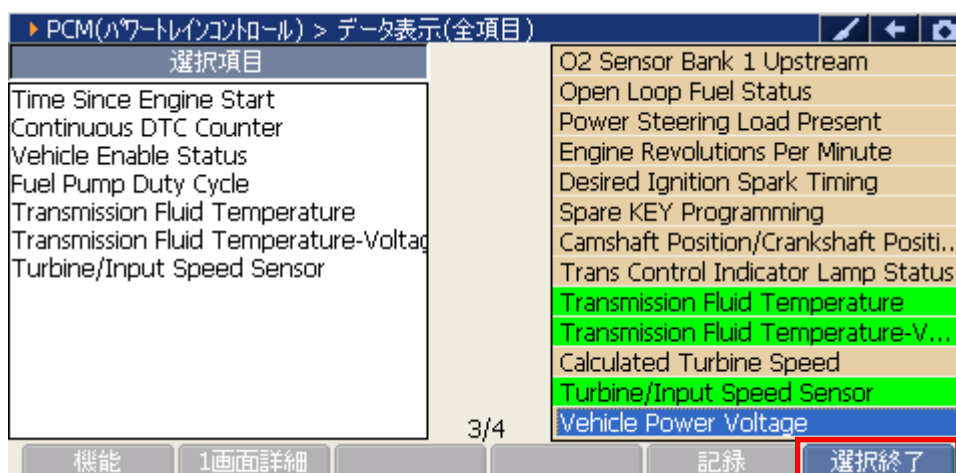 PCM(パワートレインコントロール) > データ表示(全項目)
選択項目
Time Since Engine Start
Continuous DTC Counter
Vehicle Enable Status
Fuel Pump Duty Cycle
Transmission Fluid Temperature
Transmission Fluid Temperature-Voltag
Turbine/Input Speed Sensor
O2 Sensor Bank 1 Upstream
Open Loop Fuel Status
Power Steering Load Present
Engine Revolutions Per Minute
Desired Ignition Spark Timing
Spare KEY Programming
Camshaft Position/Crankshaft Positi...
Trans Control Indicator Lamp Status
Transmission Fluid Temperature
Transmission Fluid Temperature-V...
Calculated Turbine Speed
Turbine/Input Speed Sensor
Vehicle Power Voltage
3/4
機能 1画面詳細 記録 選択終了